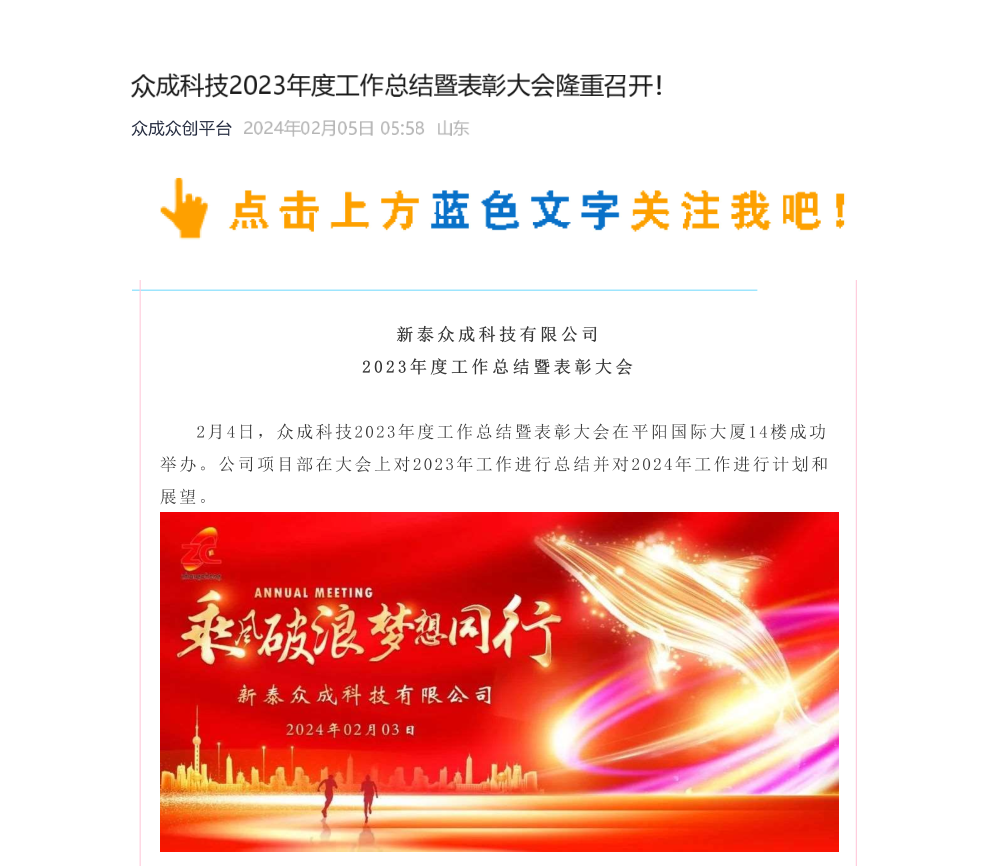 众成科技2023年度工作总结暨表彰大会隆重召开！
众成众创平台 2024年02月05日 05:58 山东
点击上方蓝色文字关注我吧！
新泰众成科技有限公司
2023年度工作总结暨表彰大会
2月4日，众成科技2023年度工作总结暨表彰大会在平阳国际大厦14楼成功
举办。公司项目部在大会上对2023年工作进行总结并对2024年工作进行计划和
展望。
ZC
ANNUAL MEETING
乘风破浪 梦想同行
新泰众成科技有限公司
2024年02月03日